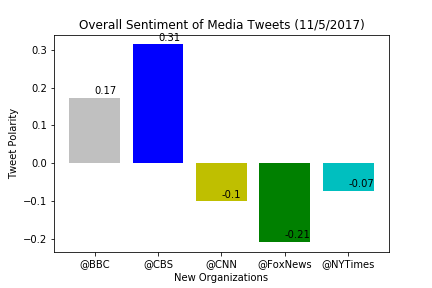 Overall Sentiment of Media Tweets (11/5/2017)
Tweet Polarity
0.3
0.2
0.1
0.0
−0.1
−0.2
0.17
0.31
-0.1
-0.21
-0.07
@BBC @CBS @CNN @FoxNews @NYTimes
New Organizations